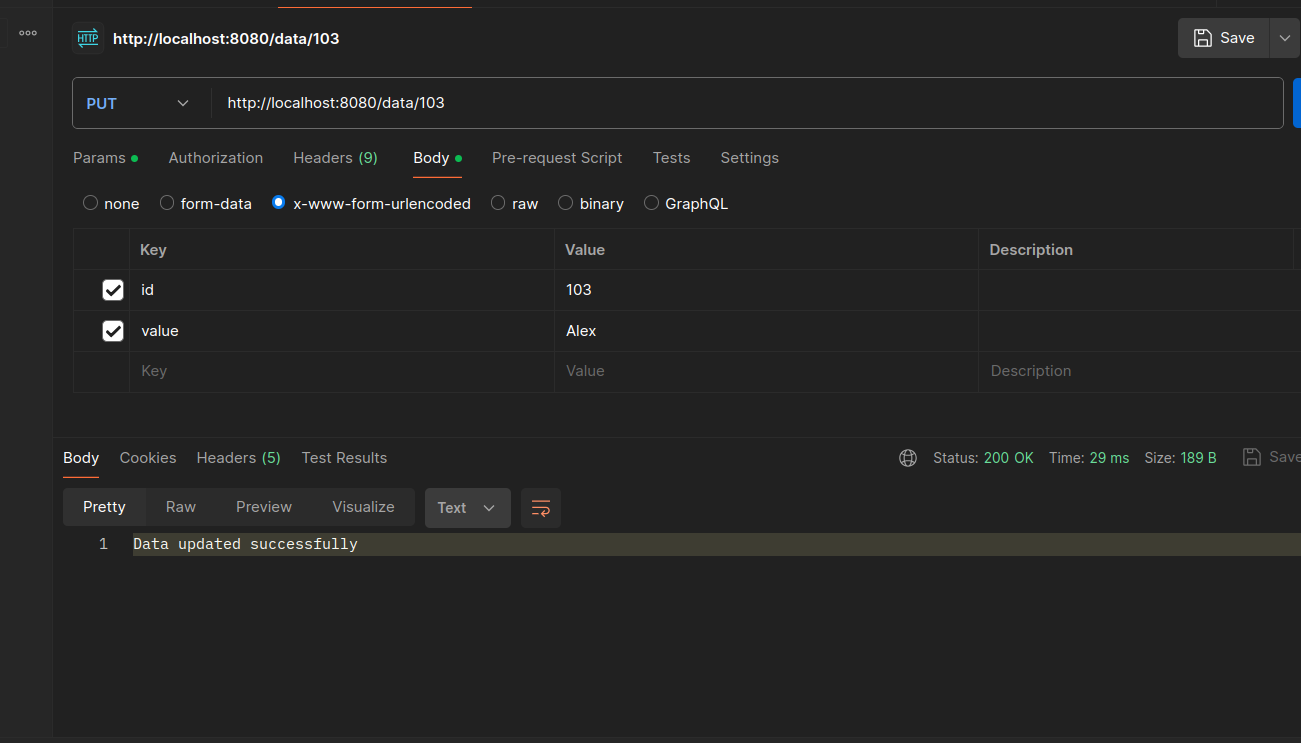 HTTP http://localhost:8080/data/103 Save
PUT http://localhost:8080/data/103
Params Authorization Headers (9) Body Pre-request Script Tests Settings
none form-data x-www-form-urlencoded raw binary GraphQL
Key Value Description
id 103
value Alex
Key Value Description
Body Cookies Headers (5) Test Results Status: 200 OK Time: 29 ms Size: 189 B Save
Pretty Raw Preview Visualize Text
1 Data updated successfully